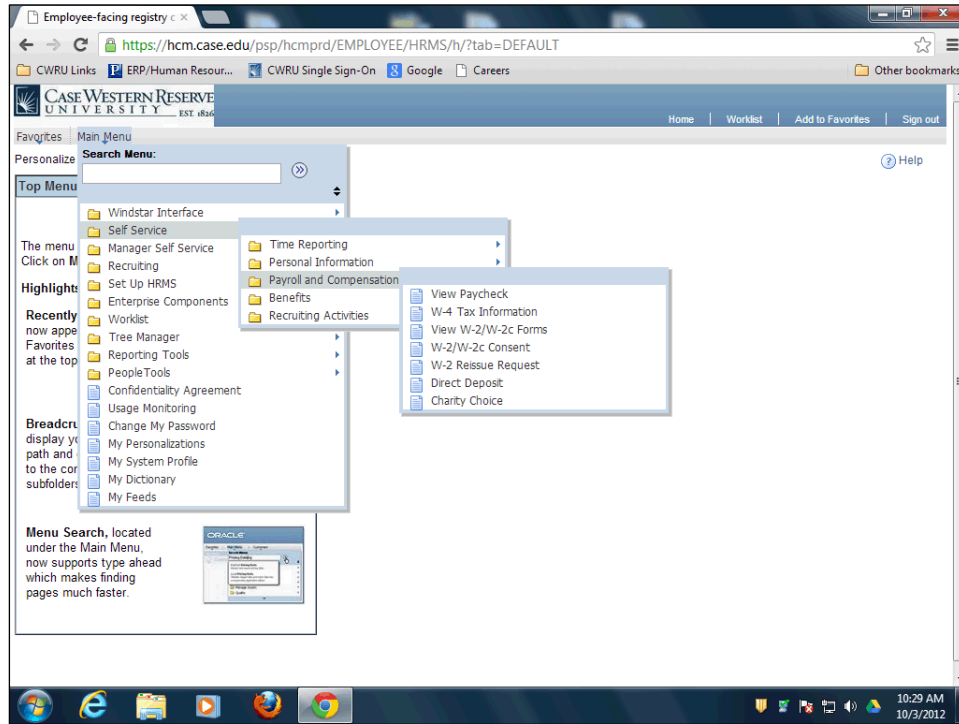 Employee-facing registry c
https://hcm.case.edu/psp/hcmprd/EMPLOYEE/HRMS/h/?tab=DEFAULT
CWRU Links ERP/Human Resour... CWRU Single Sign-On Google Careers Other bookmarks
CASE WESTERN RESERVE
UNIVERSITY EST. 1826
Home | Worklist | Add to Favorites | Sign out
Favorites Main Menu
Personalize
Help
Top Menu
The menu
Click on M
Highlights
Recently
now appe
Favorites
at the top
Breadcru
display yo
path and
to the cor
subfolders
Menu Search, located
under the Main Menu,
now supports type ahead
which makes finding
pages much faster.
ORACLE
Search Menu:
Windstar Interface
Self Service
Manager Self Service
Recruiting
Set Up HRMS
Enterprise Components
Worklist
Tree Manager
Reporting Tools
PeopleTools
Confidentiality Agreement
Usage Monitoring
Change My Password
My Personalizations
My System Profile
My Dictionary
My Feeds
Time Reporting
Personal Information
Payroll and Compensation
Benefits
Recruiting Activities
View Paycheck
W-4 Tax Information
View W-2/W-2c Forms
W-2/W-2c Consent
W-2 Reissue Request
Direct Deposit
Charity Choice
10:29 AM
10/3/2012